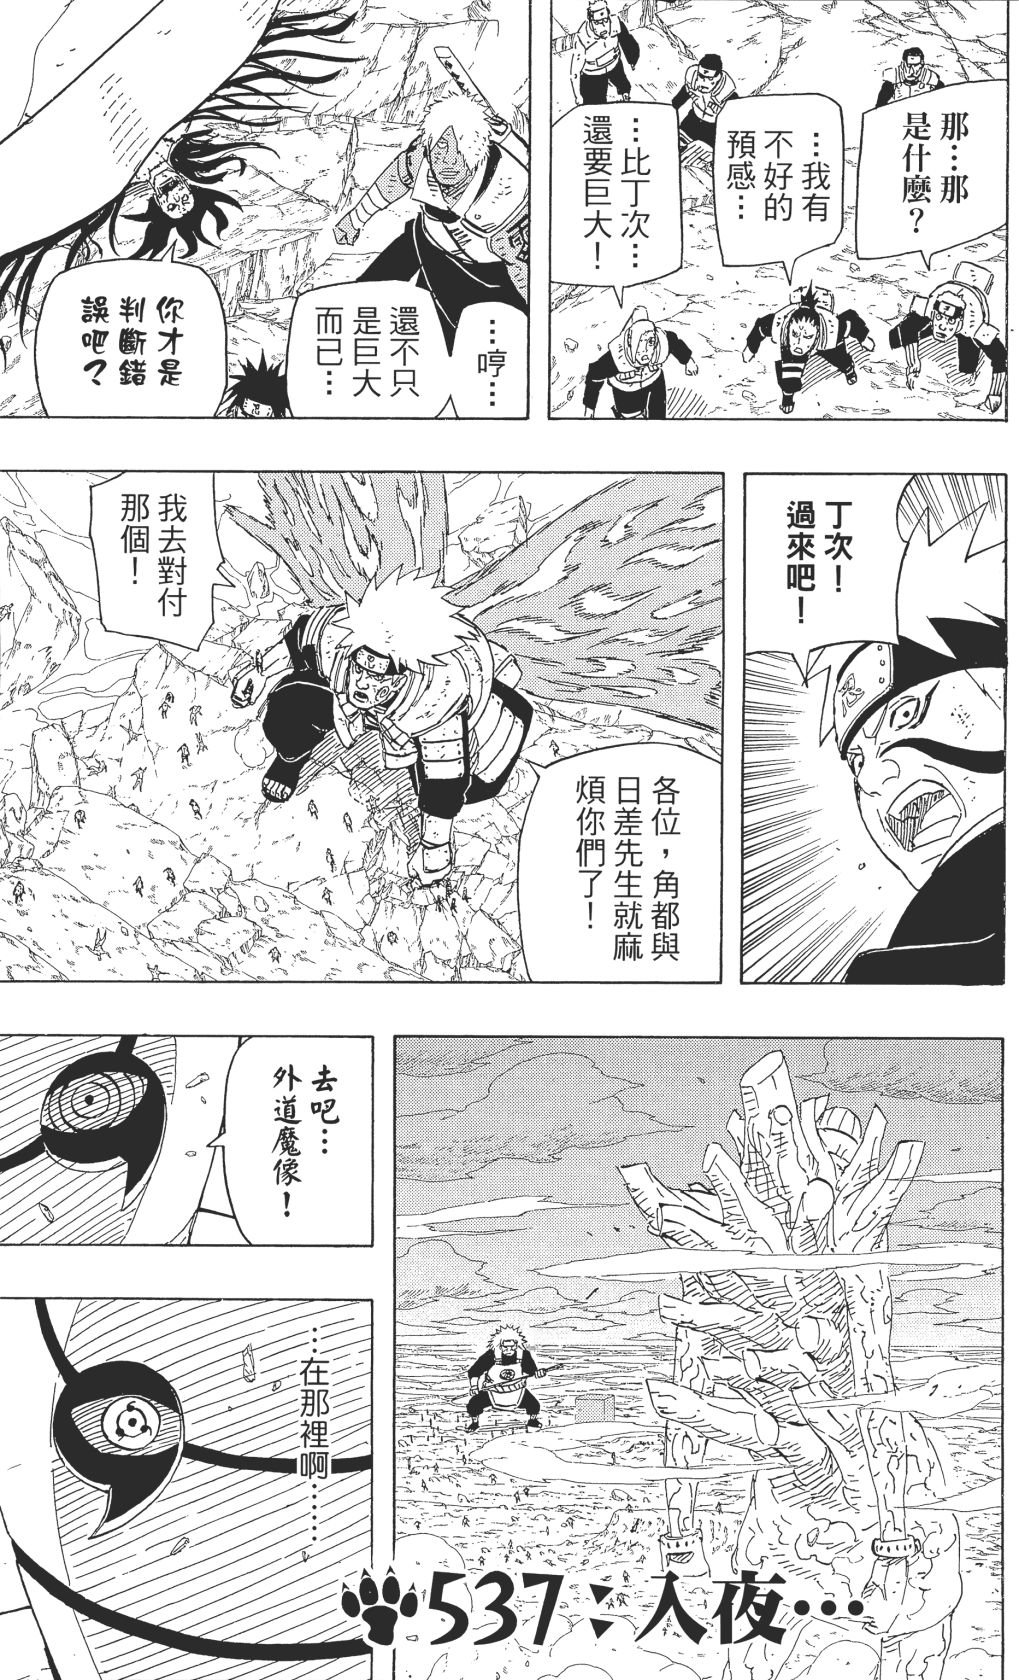 那⋯那
是什麼？
⋯我有
不好的
預感⋯
⋯比丁次⋯
還要巨大！
⋯哼⋯
還不只
是巨大
而已⋯
你才是
判斷錯
誤吧？
丁次！
過來吧！
各位，角都與
日差先生就麻
煩你們了！
我去對付
那個！
去吧⋯
外道魔像！
⋯在那裡啊⋯⋯
537：入夜⋯